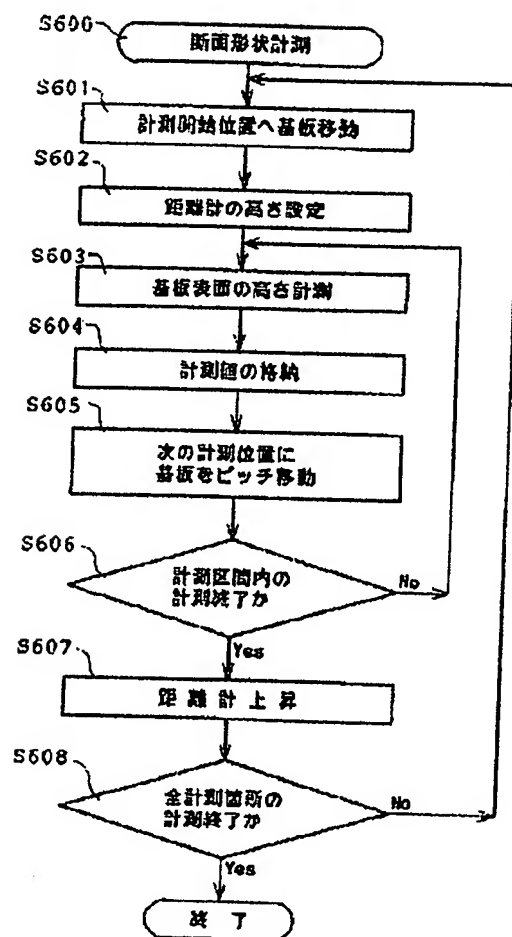 S600
断面形状計測
S601
計測開始位置へ基板移動
S602
距離計の高さ設定
S603
基板表面の高さ計測
S604
計測値の格納
S605
次の計測位置に
基板をピッチ移動
S606
計測区間内の
計測終了か
No
Yes
S607
距離計上昇
S608
全計測箇所の
計測終了か
No
Yes
終了